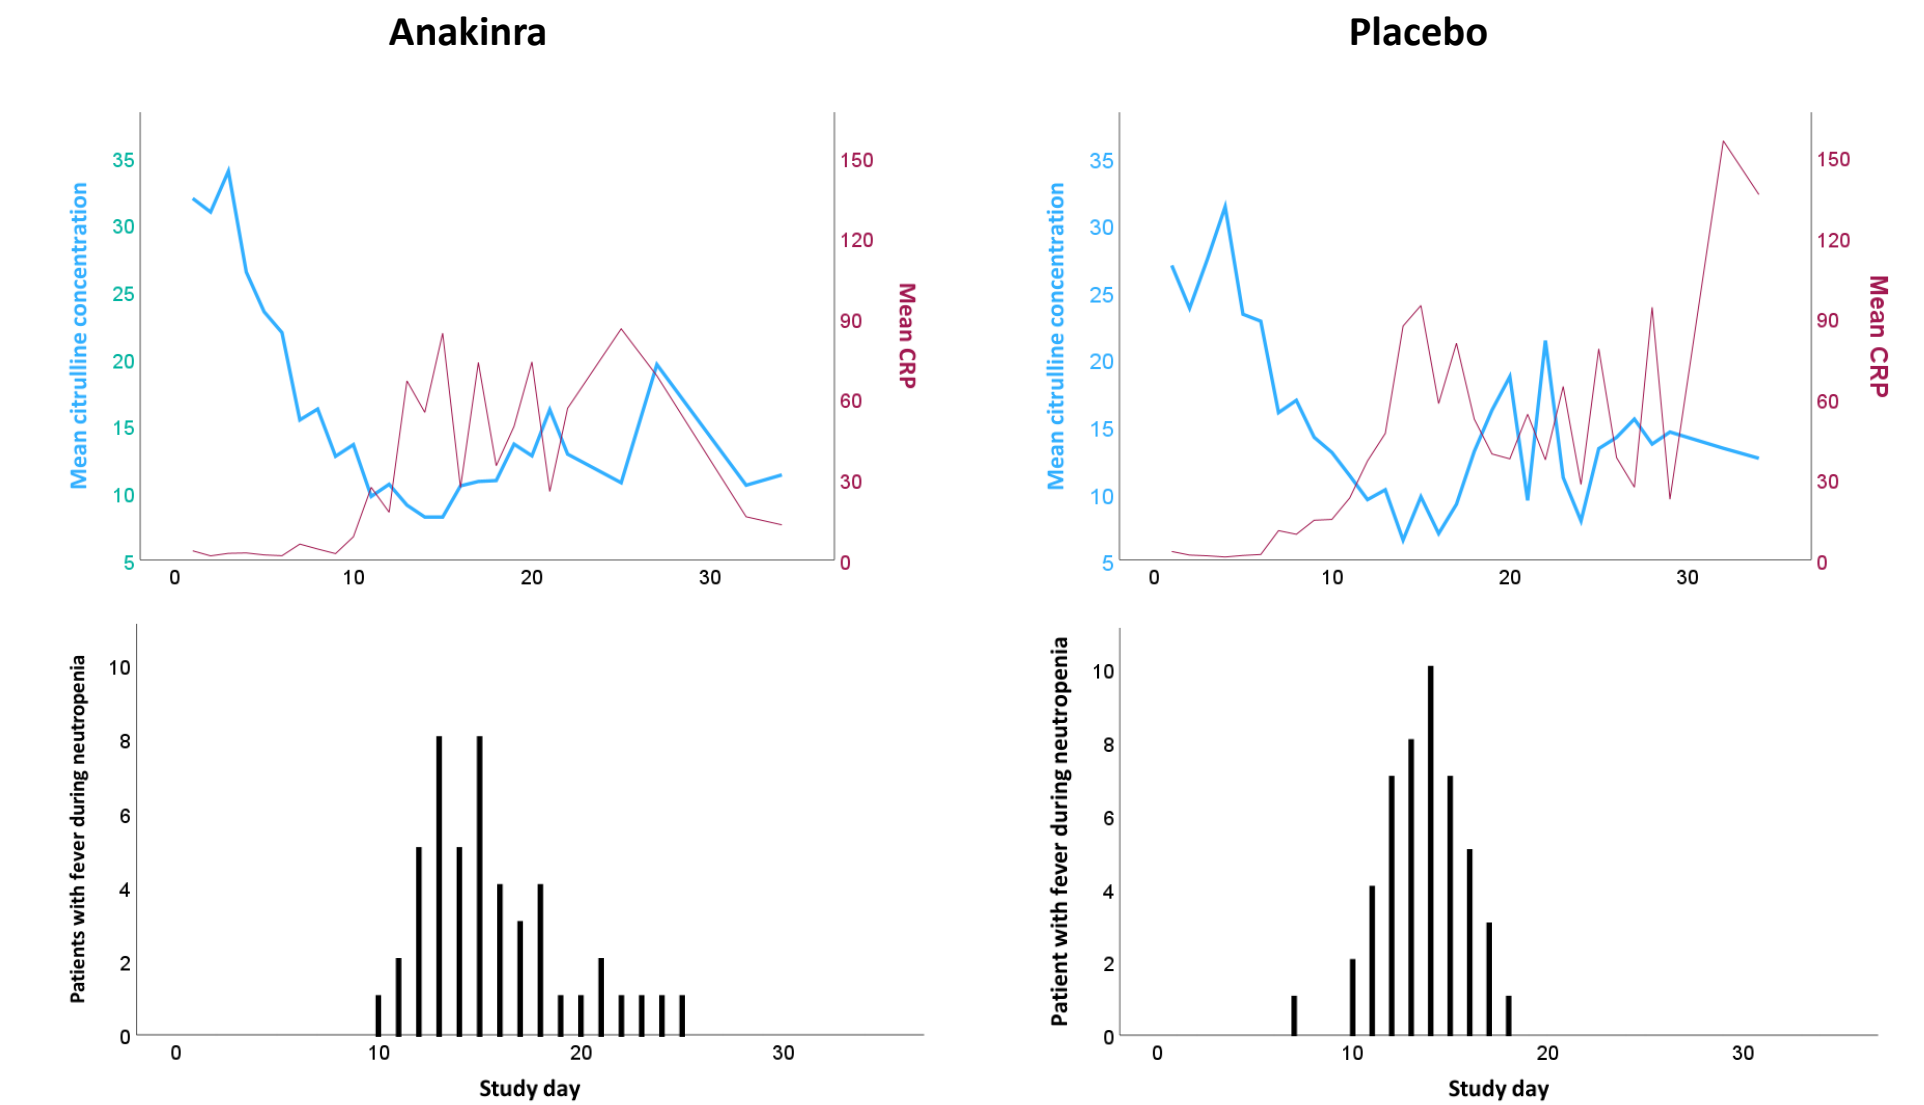 Anakinra
Placebo
Mean citrulline concentration
35
30
25
20
15
10
5
150
120
90
60
30
0
Mean CRP
0 10 20 30
Mean citrulline concentration
35
30
25
20
15
10
5
150
120
90
60
30
0
Mean CRP
0 10 20 30
Patients with fever during neutropenia
10
8
6
4
2
0
0 10 20 30
Study day
Patient with fever during neutropenia
10
8
6
4
2
0
0 10 20 30
Study day